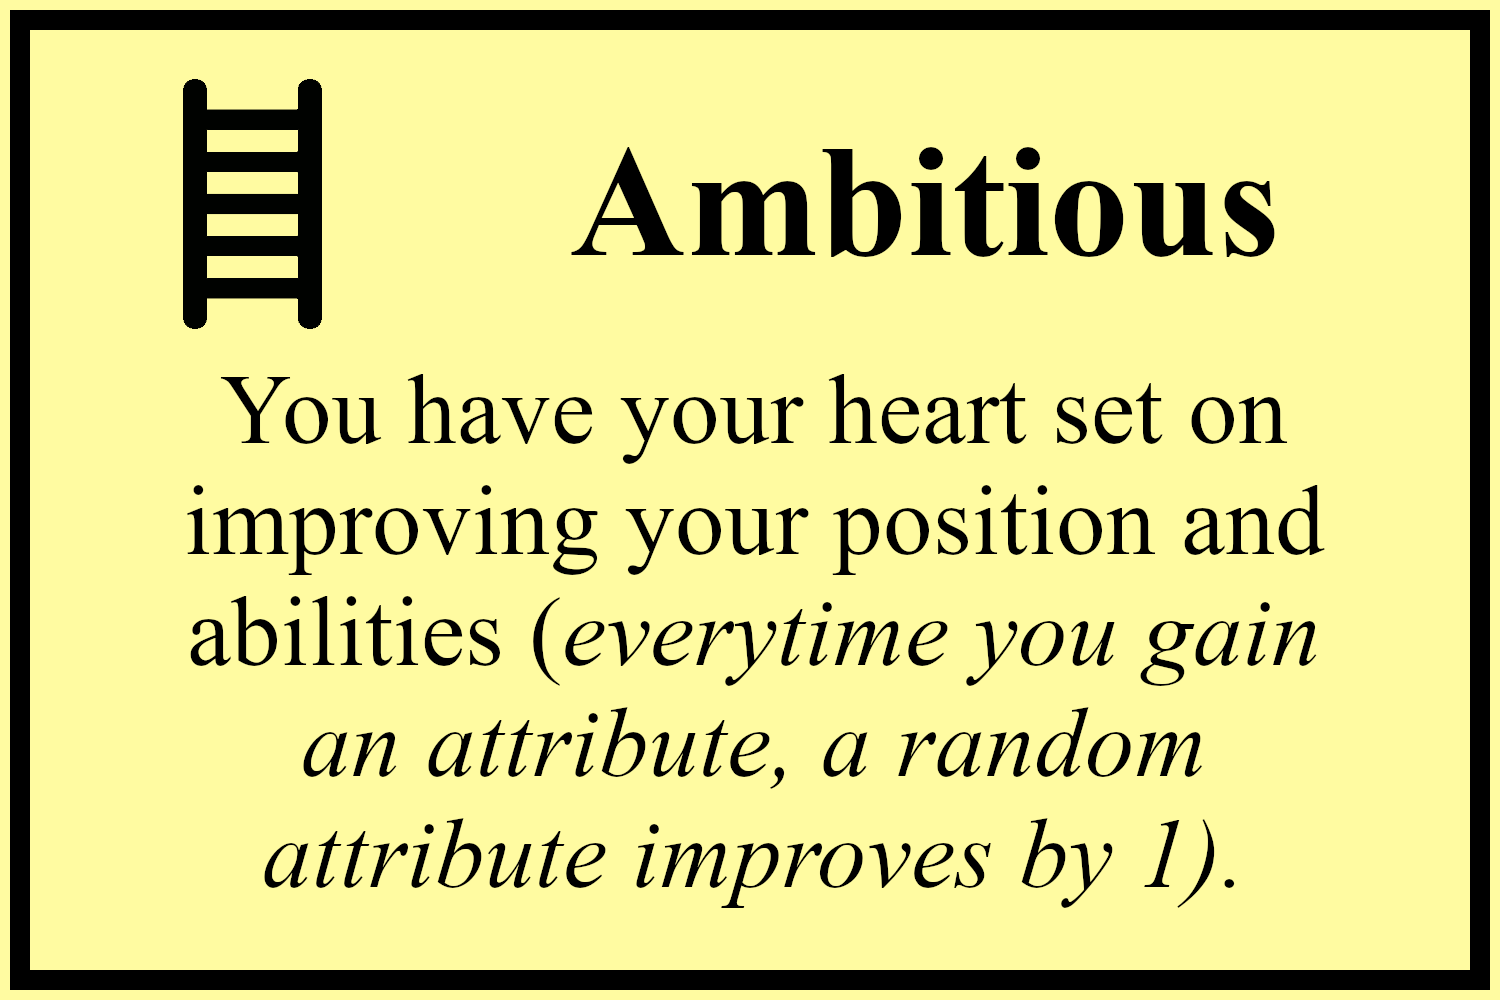 Ambitious
You have your heart set on
improving your position and
abilities (everytime you gain
an attribute, a random
attribute improves by 1).